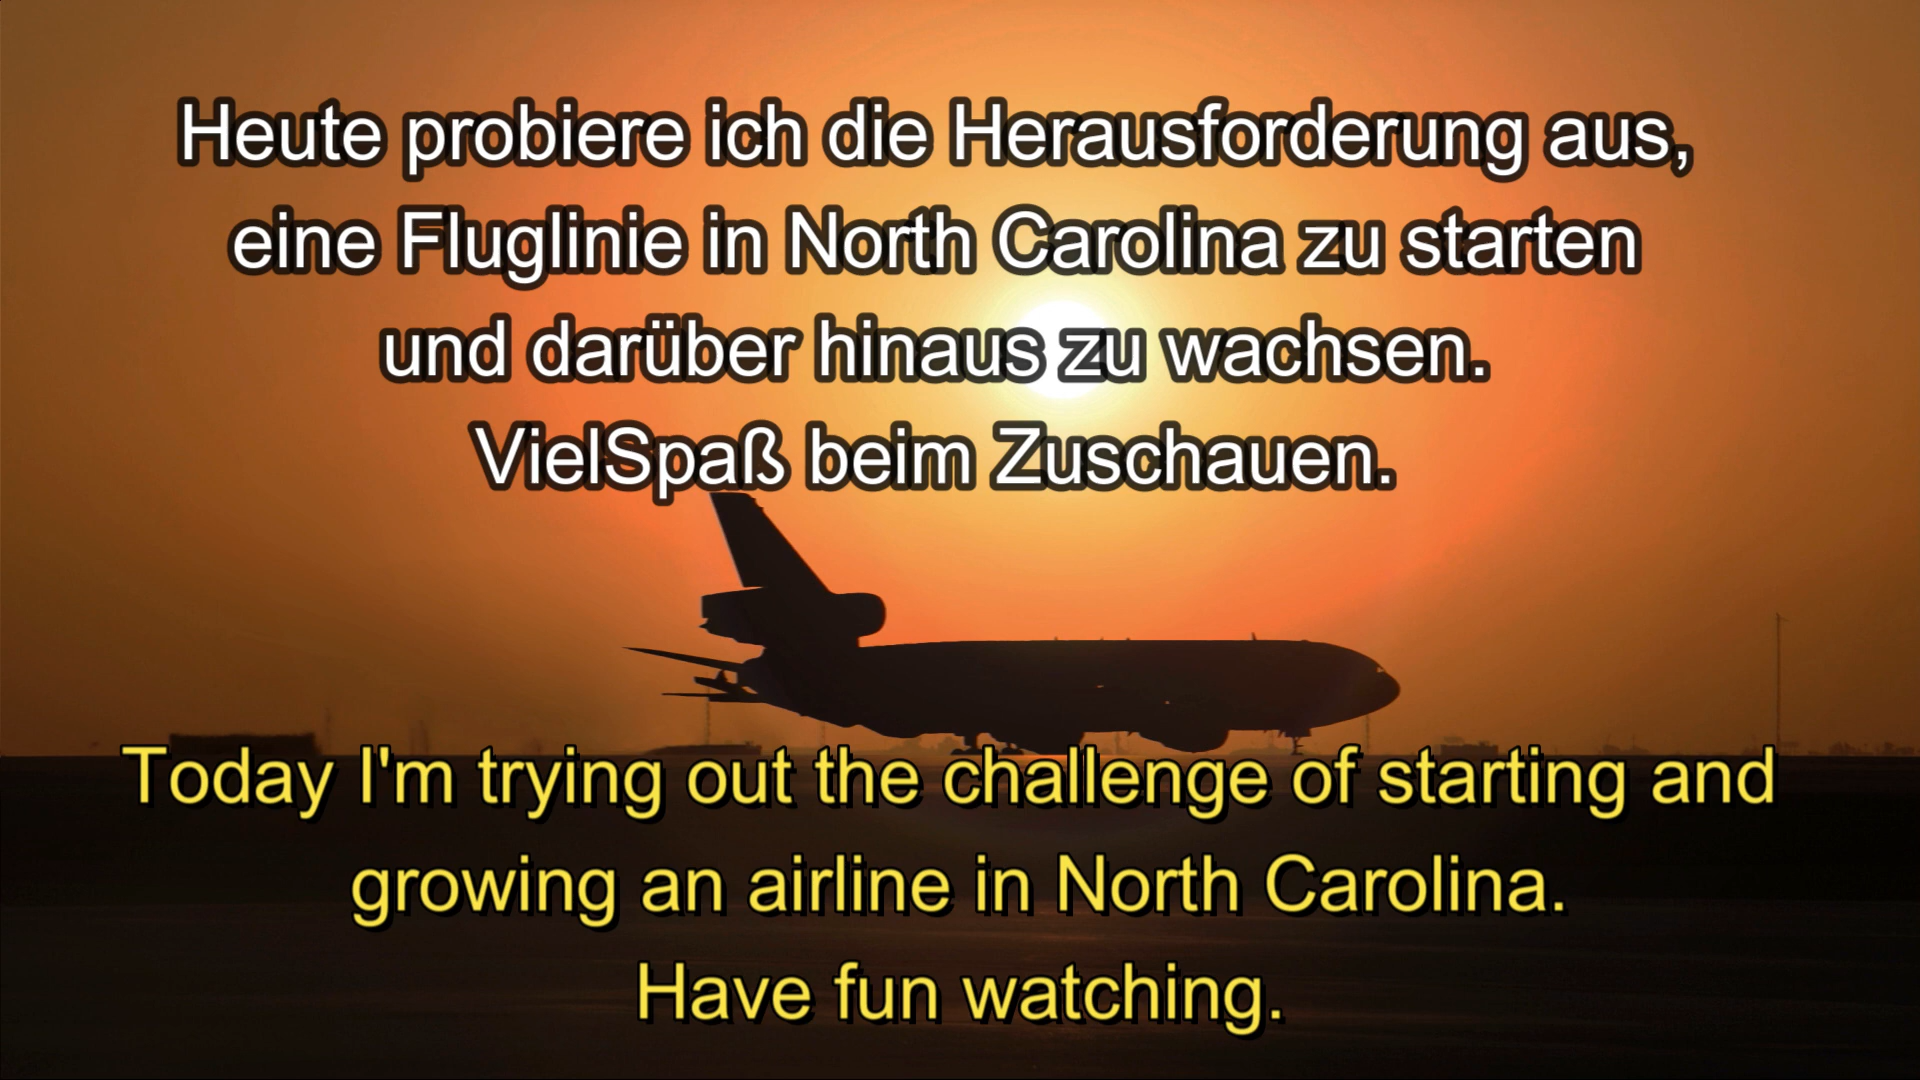 Heute probiere ich die Herausforderung aus,
eine Fluglinie in North Carolina zu starten
und darüber hinaus zu wachsen.
VielSpaß beim Zuschauen.
Today I'm trying out the challenge of starting and
growing an airline in North Carolina.
Have fun watching.